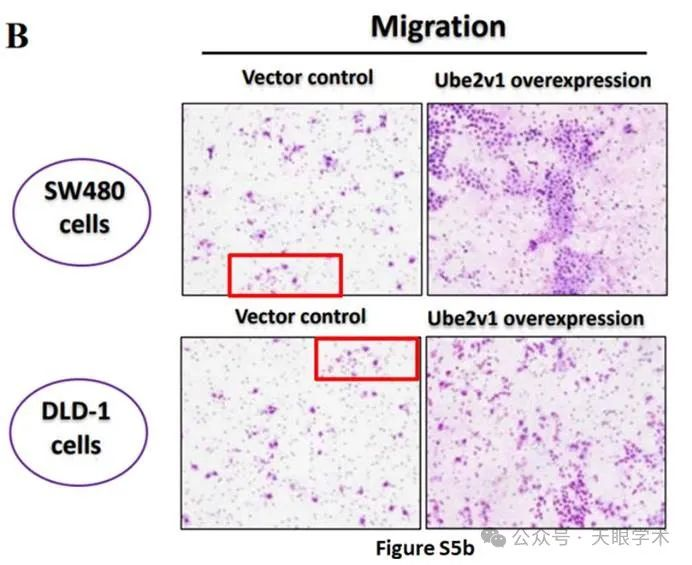 B
Migration
Vector control
Ube2v1 overexpression
SW480
cells
Vector control
Ube2v1 overexpression
DLD-1
cells
公众号 · 天眼学术
Figure S5b